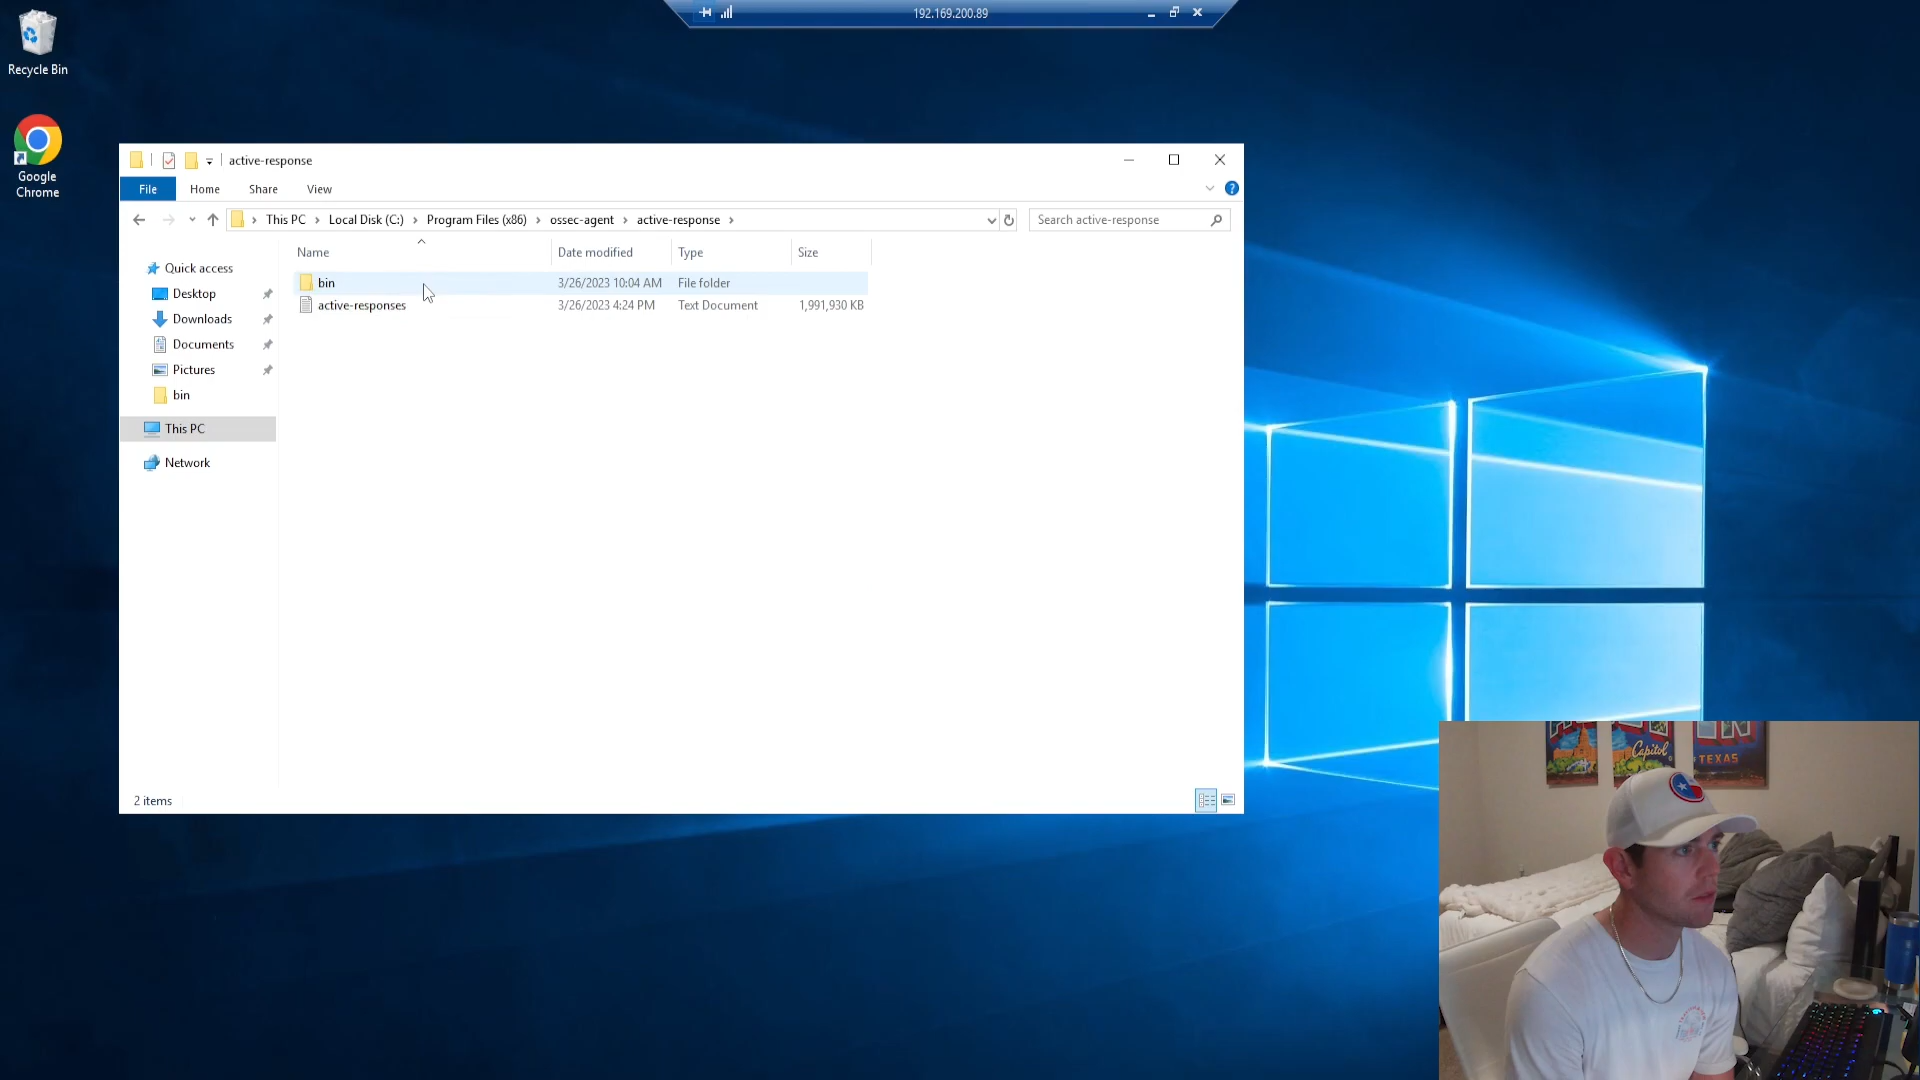 192.169.200.89
Recycle Bin
Google
Chrome
active-response
File Home Share View
This PC Local Disk (C:) Program Files (x86) ossec-agent active-response
Search active-response
Name Date modified Type Size
bin 3/26/2023 10:04 AM File folder
active-responses 3/26/2023 4:24 PM Text Document 1,991,930 KB
Quick access
Desktop
Downloads
Documents
Pictures
bin
This PC
Network
2 items
Capitol
TEXAS